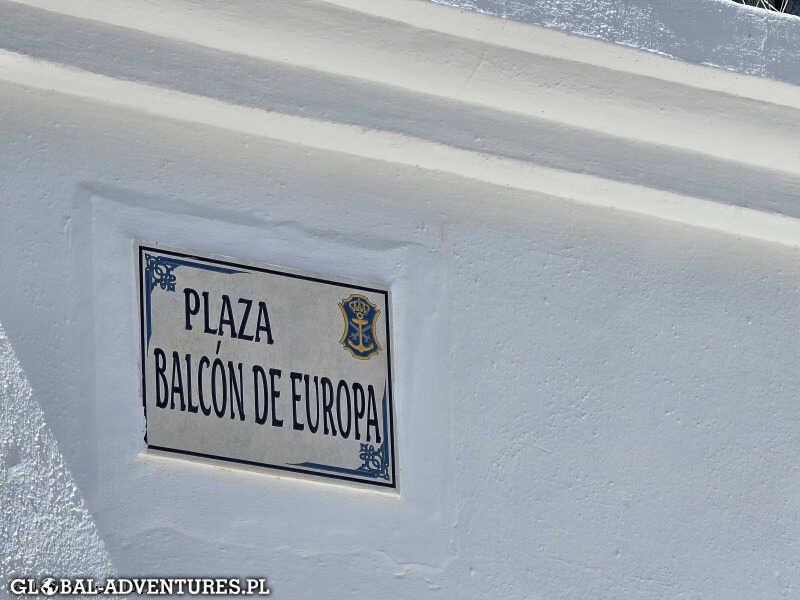 PLAZA
BALCÓN DE EUROPA
GLOBAL-ADVENTURES.PL